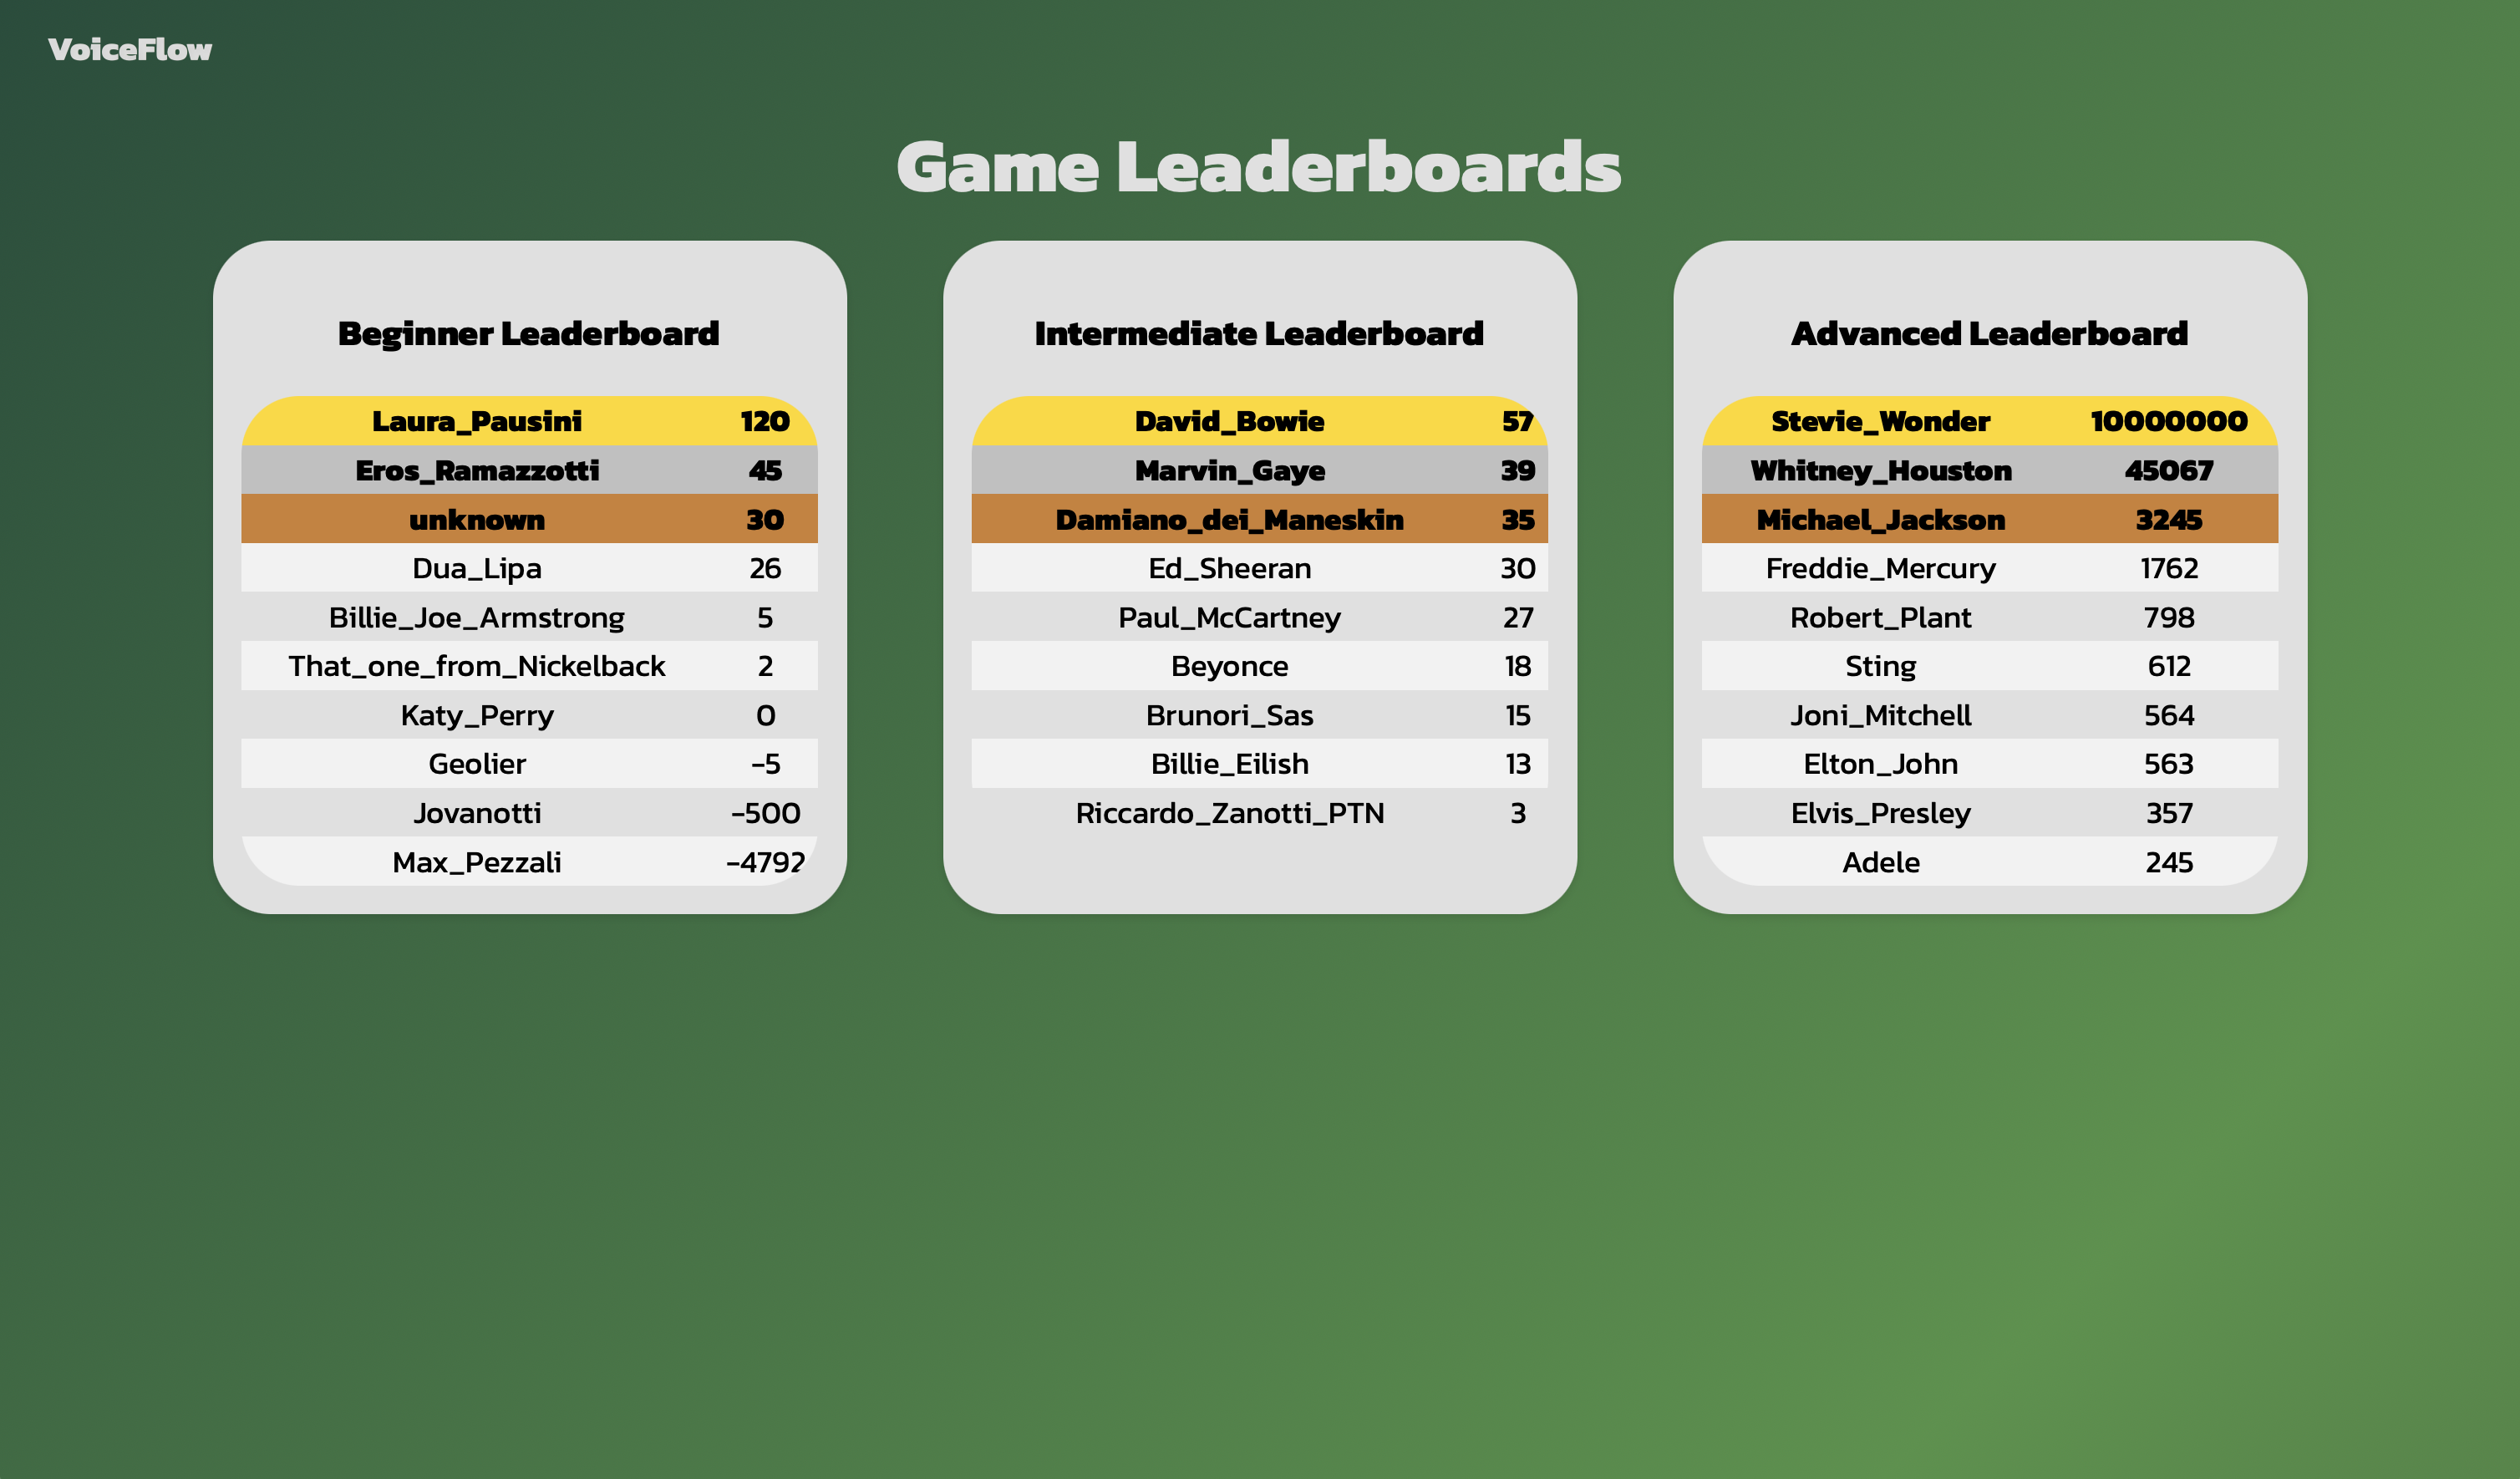 VoiceFlow
Game Leaderboards
Beginner Leaderboard
Laura_Pausini 120
Eros_Ramazzotti 45
unknown 30
Dua_Lipa 26
Billie_Joe_Armstrong 5
That_one_from_Nickelback 2
Katy_Perry 0
Geolier -5
Jovanotti -500
Max_Pezzali -4792
Intermediate Leaderboard
David_Bowie 57
Marvin_Gaye 39
Damiano_dei_Maneskin 35
Ed_Sheeran 30
Paul_McCartney 27
Beyonce 18
Brunori_Sas 15
Billie_Eilish 13
Riccardo_Zanotti_PTN 3
Advanced Leaderboard
Stevie_Wonder 10000000
Whitney_Houston 45067
Michael_Jackson 3245
Freddie_Mercury 1762
Robert_Plant 798
Sting 612
Joni_Mitchell 564
Elton_John 563
Elvis_Presley 357
Adele 245